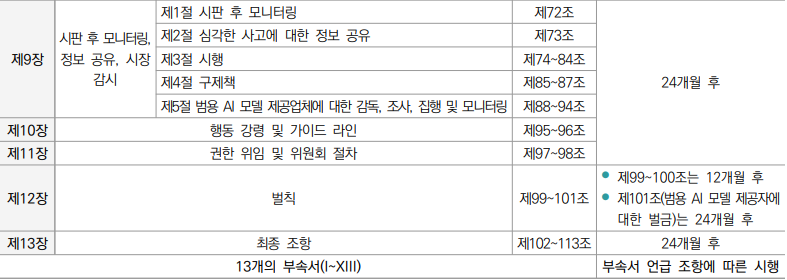 제9장
시판 후 모니터링,
정보 공유, 시장
감시
제1절 시판 후 모니터링
제72조
제2절 심각한 사고에 대한 정보 공유
제73조
제3절 시행
제74~84조
제4절 구제책
제85~87조
제5절 범용 AI 모델 제공업체에 대한 감독, 조사, 집행 및 모니터링
제88~94조
24개월 후
제10장
행동 강령 및 가이드 라인
제95~96조
제11장
권한 위임 및 위원회 절차
제97~98조
제12장
벌칙
제99~101조
● 제99~100조는 12개월 후
● 제101조(범용 AI 모델 제공자에
대한 벌금)는 24개월 후
제13장
최종 조항
제102~113조
24개월 후
13개의 부속서(I~XIII)
부속서 언급 조항에 따른 시행